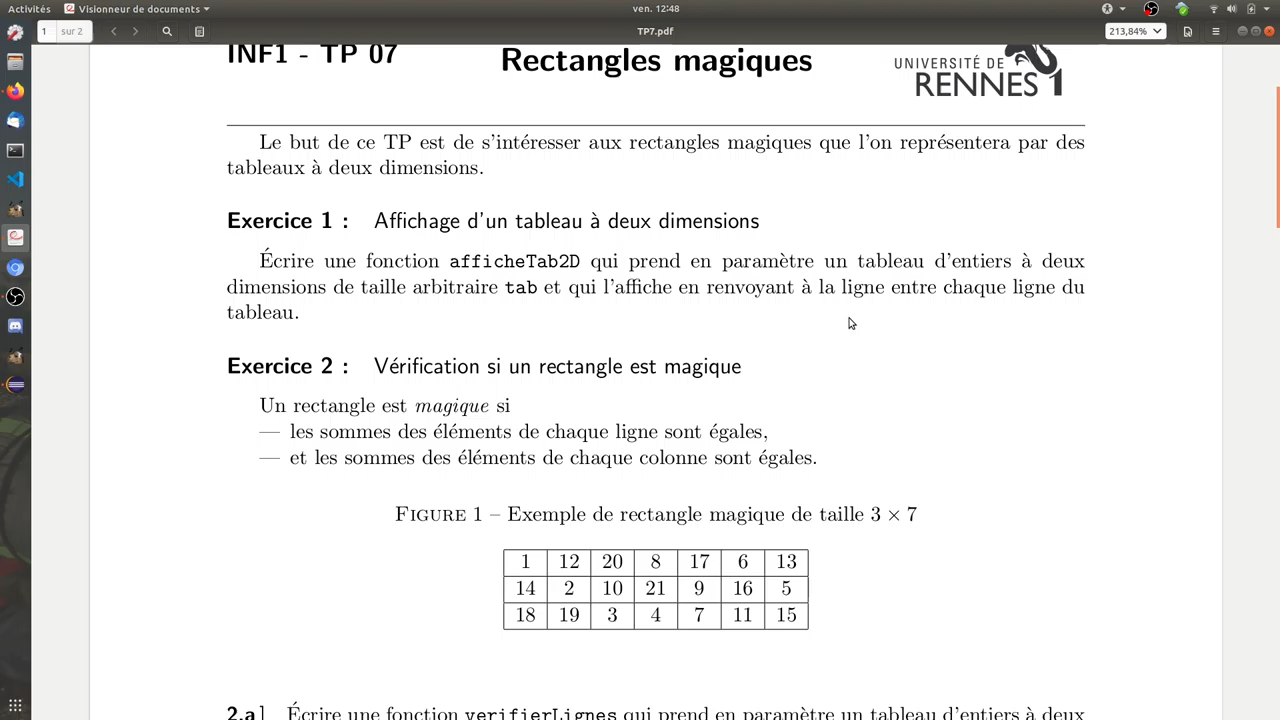 Activités
Visionneur de documents
ven. 12:48
1 sur 2
TP7.pdf
213,84%
INF1 - TP 07
Rectangles magiques
UNIVERSITÉ DE
RENNES 1
Le but de ce TP est de s'intéresser aux rectangles magiques que l'on représentera par des
tableaux à deux dimensions.
Exercice 1 : Affichage d'un tableau à deux dimensions
Écrire une fonction afficheTab2D qui prend en paramètre un tableau d'entiers à deux
dimensions de taille arbitraire tab et qui l'affiche en renvoyant à la ligne entre chaque ligne du
tableau.
Exercice 2 : Vérification si un rectangle est magique
Un rectangle est magique si
— les sommes des éléments de chaque ligne sont égales,
— et les sommes des éléments de chaque colonne sont égales.
FIGURE 1 – Exemple de rectangle magique de taille 3 × 7
1 12 20 8 17 6 13
14 2 10 21 9 16 5
18 19 3 4 7 11 15
2.a] Écrire une fonction verifierLignes qui prend en paramètre un tableau d'entiers à deux